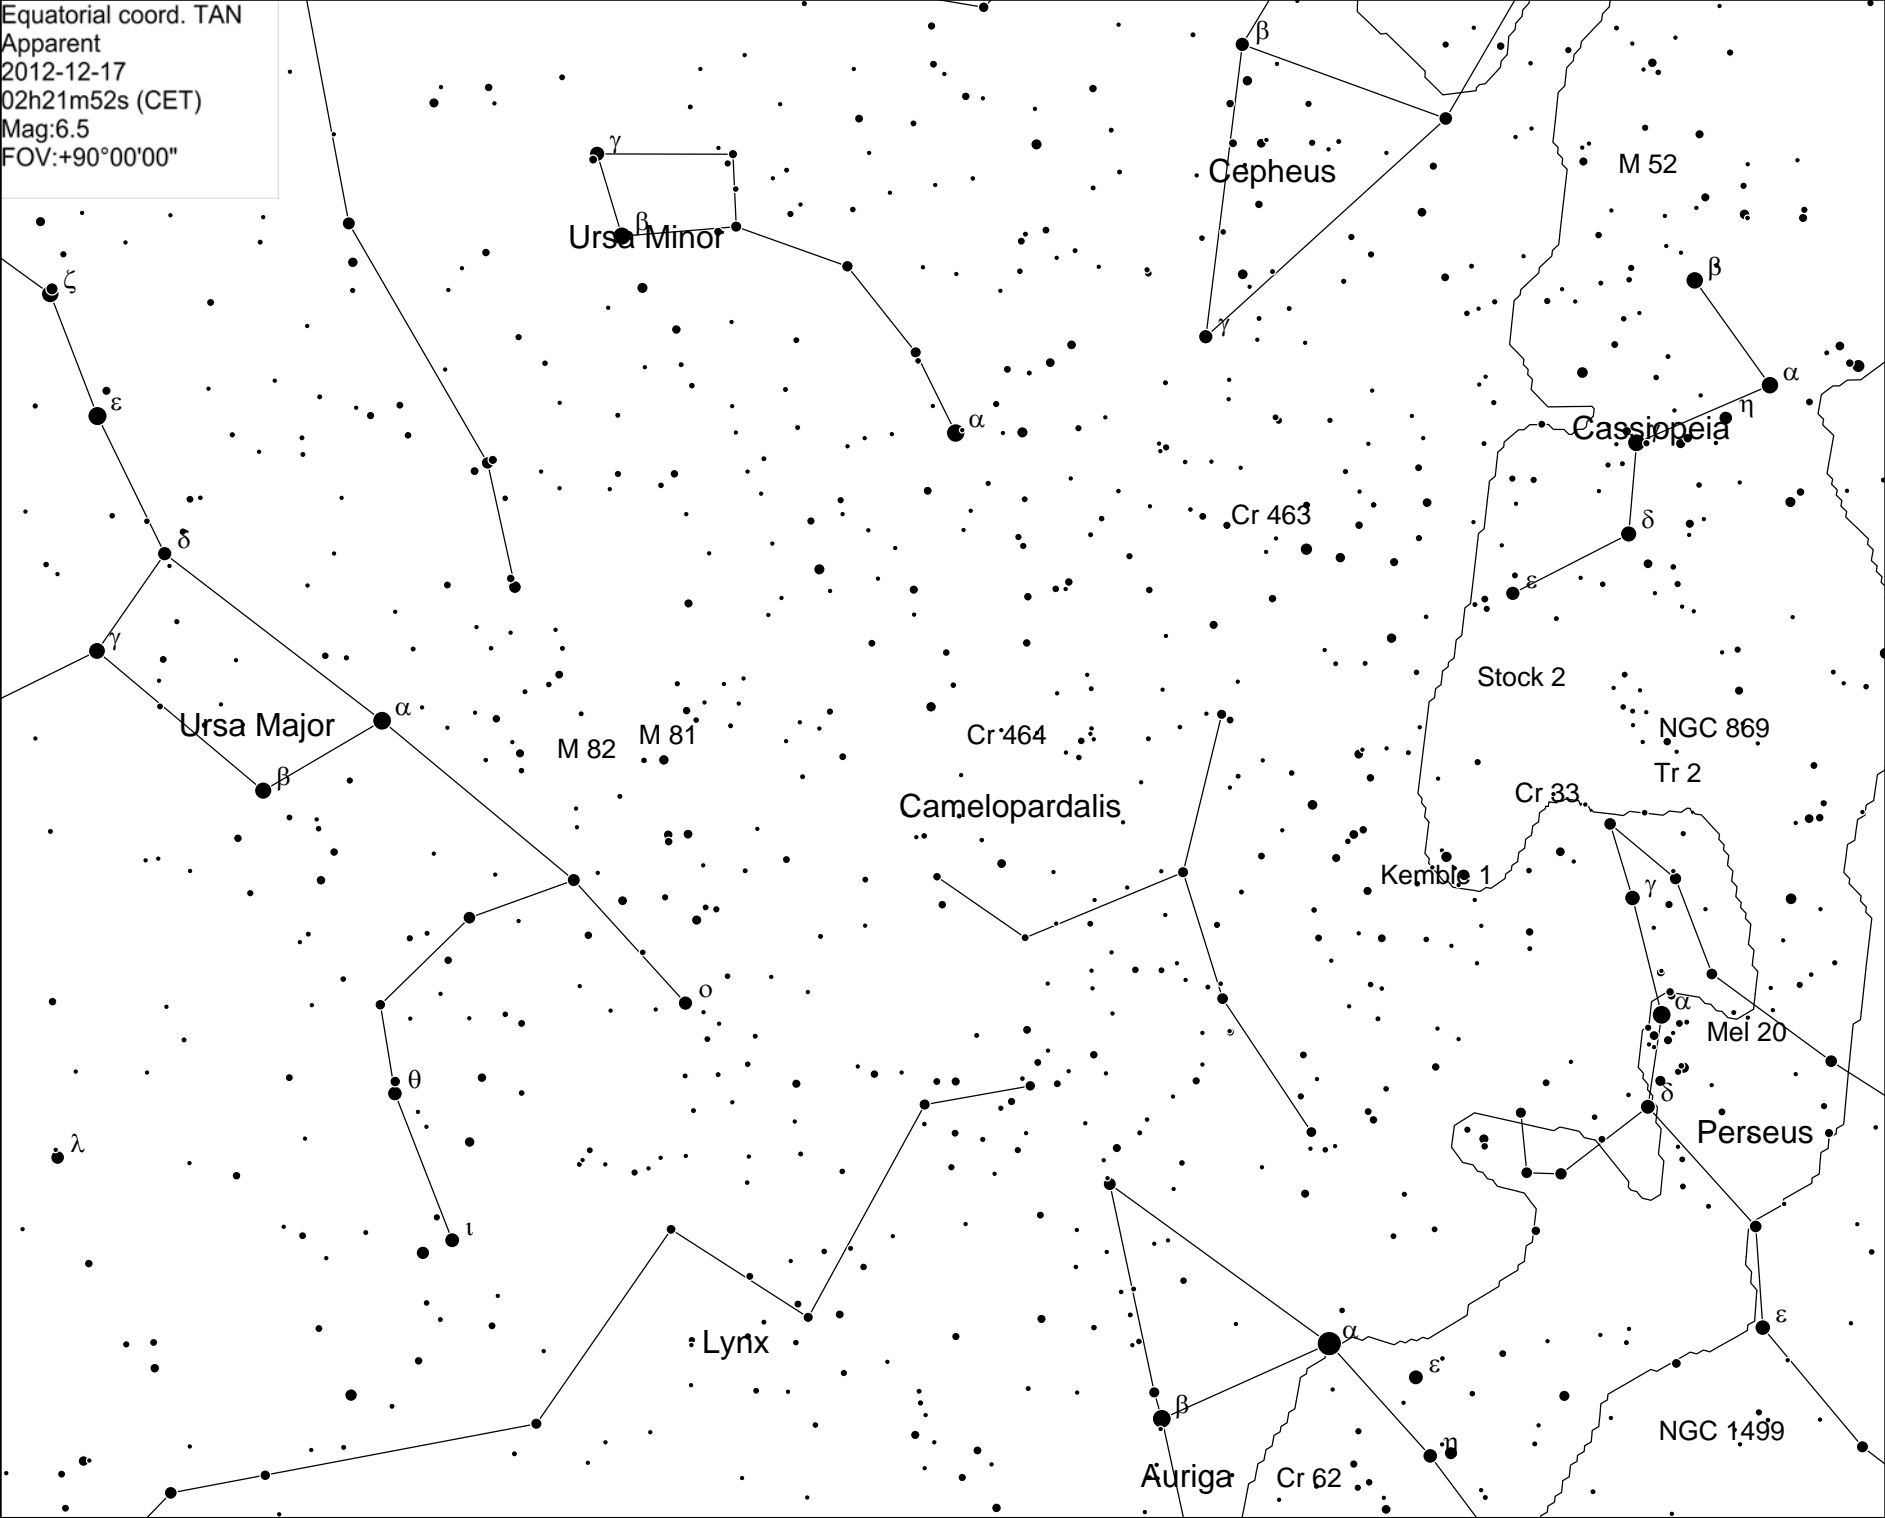 Equatorial coord. TAN
Apparent
2012-12-17
02h21m52s (CET)
Mag:6.5
FOV:+90°00'00"
β
γ
Cepheus
M 52
β
Ursa Minor
ζ
β
γ
α
ε
α
η
Cassiopeia
Cr 463
δ
δ
ε
γ
Stock 2
α
Ursa Major
M 82
M 81
Cr 464
NGC 869
β
Tr 2
Cr 33
Camelopardalis
Kemble 1
γ
ο
α
Mel 20
θ
δ
λ
Perseus
ι
ε
Lynx
α
ε
β
NGC 1499
η
Auriga
Cr 62